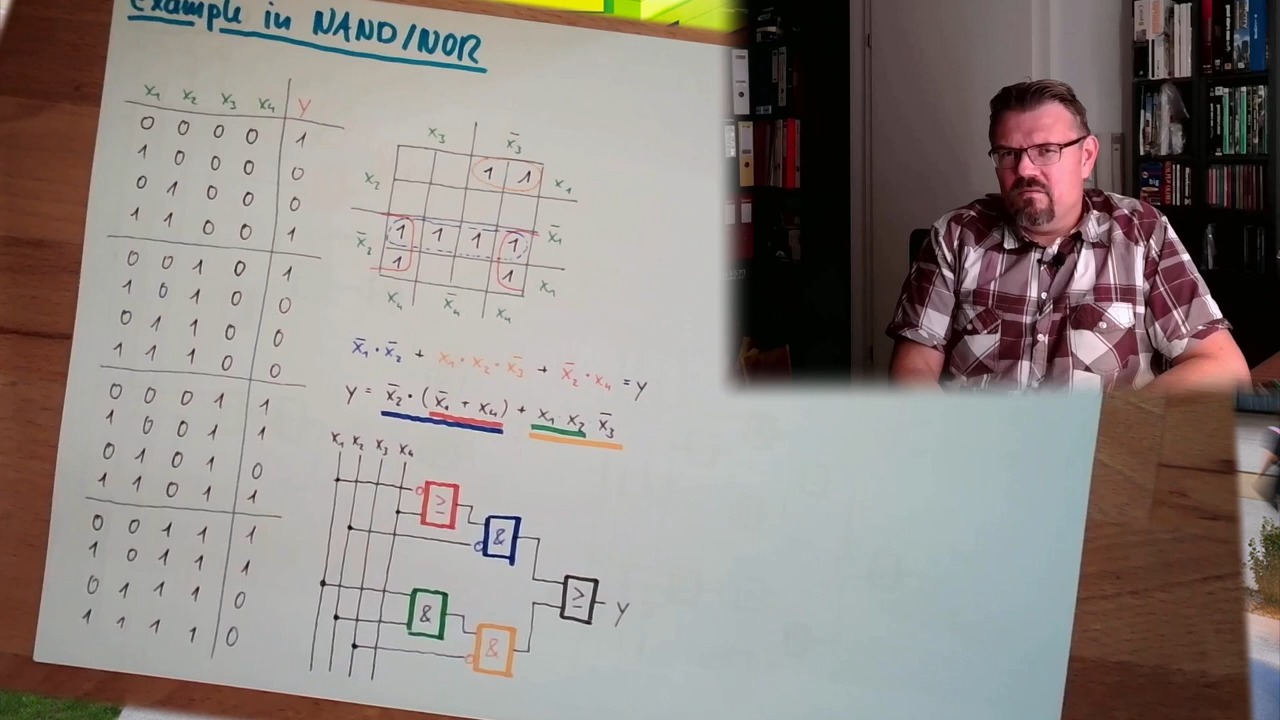 Example in NAND/NOR
x₁ x₂ x₃ x₄ y
0 0 0 0 1
1 0 0 0 0
0 1 0 0 0
1 1 0 0 1
0 0 1 0 1
1 0 1 0 0
0 1 1 0 0
1 1 1 0 0
0 0 0 1 1
1 0 0 1 1
0 1 0 1 0
1 1 0 1 1
0 0 1 1 1
1 0 1 1 1
0 1 1 1 0
1 1 1 1 0
x₃ x̄₃
x₂ 1 1 x₁
x̄₂ 1 1 1 1 x̄₁
1 1 x₁
x₄ x̄₄ x₄
x̄₁·x̄₂ + x₁·x₂·x̄₃ + x̄₂·x₄ = y
y = x̄₂·(x̄₁ + x₄) + x₁ x₂ x̄₃
x₁ x₂ x₃ x₄
≥
&
& ≥ y
&